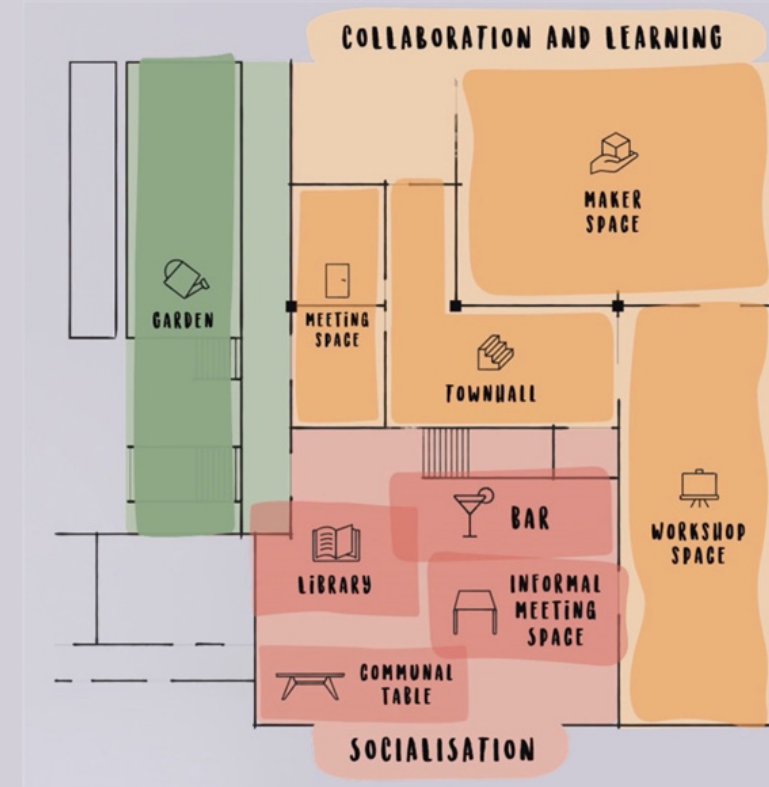 COLLABORATION AND LEARNING
MAKER
SPACE
GARDEN
MEETING
SPACE
TOWNHALL
BAR
WORKSHOP
SPACE
LIBRARY
INFORMAL
MEETING
SPACE
COMMUNAL
TABLE
SOCIALISATION